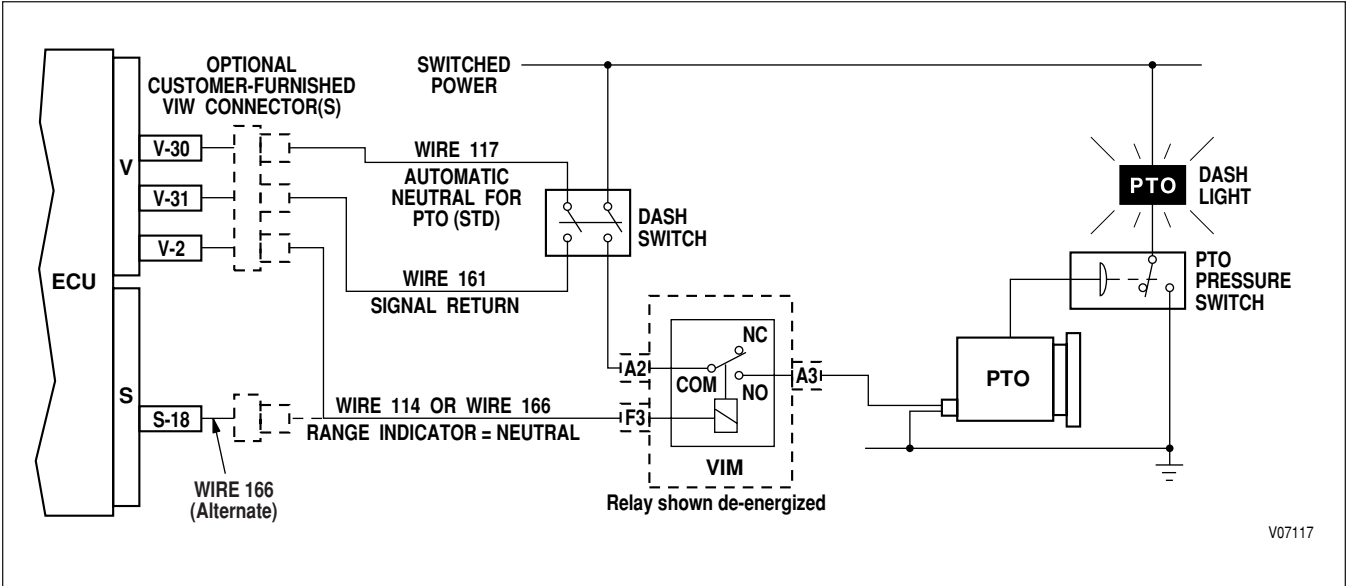 OPTIONAL
CUSTOMER-FURNISHED
VIW CONNECTOR(S)
SWITCHED
POWER
ECU
V
V-30
V-31
V-2
S
S-18
WIRE 117
AUTOMATIC
NEUTRAL FOR
PTO (STD)
WIRE 161
SIGNAL RETURN
DASH
SWITCH
PTO
DASH
LIGHT
PTO
PRESSURE
SWITCH
A2
COM
NC
NO
A3
F3
VIM
Relay shown de-energized
PTO
WIRE 114 OR WIRE 166
RANGE INDICATOR = NEUTRAL
WIRE 166
(Alternate)
V07117